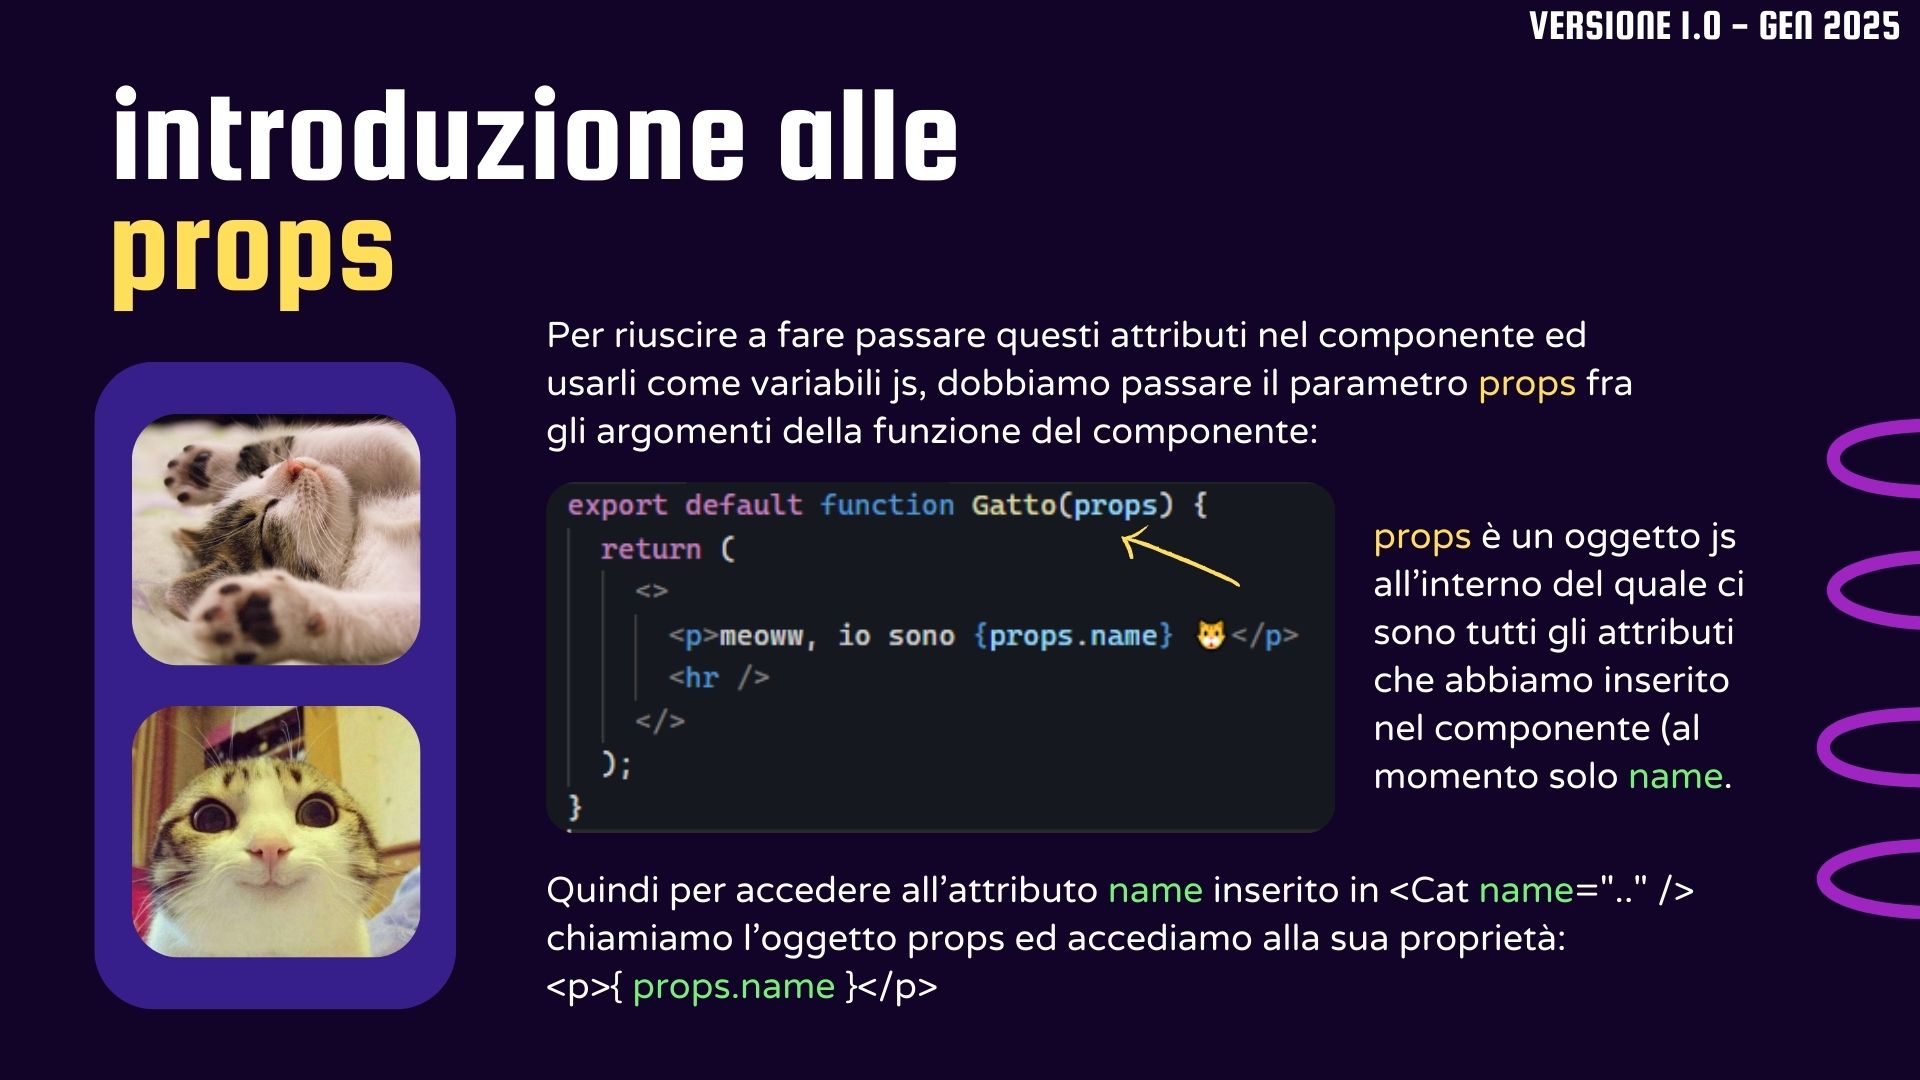 VERSIONE 1.0 - GEN 2025
introduzione alle
props
Per riuscire a fare passare questi attributi nel componente ed
usarli come variabili js, dobbiamo passare il parametro props fra
gli argomenti della funzione del componente:
export default function Gatto(props) {
return (
<>
<p>meoww, io sono {props.name} 🐱</p>
<hr />
</>
);
}
props è un oggetto js
all’interno del quale ci
sono tutti gli attributi
che abbiamo inserito
nel componente (al
momento solo name.
Quindi per accedere all’attributo name inserito in <Cat name=".." />
chiamiamo l’oggetto props ed accediamo alla sua proprietà:
<p>{ props.name }</p>